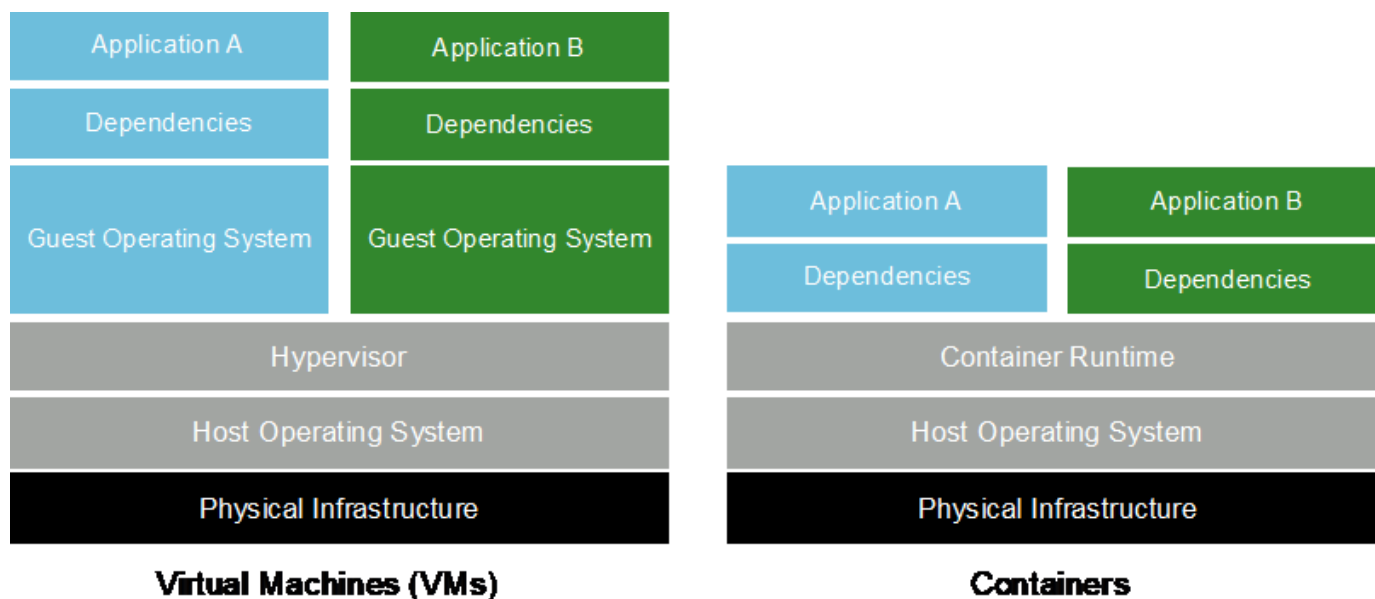 Application A
Application B
Dependencies
Dependencies
Guest Operating System
Guest Operating System
Hypervisor
Host Operating System
Physical Infrastructure
Virtual Machines (VMs)
Application A
Application B
Dependencies
Dependencies
Container Runtime
Host Operating System
Physical Infrastructure
Containers